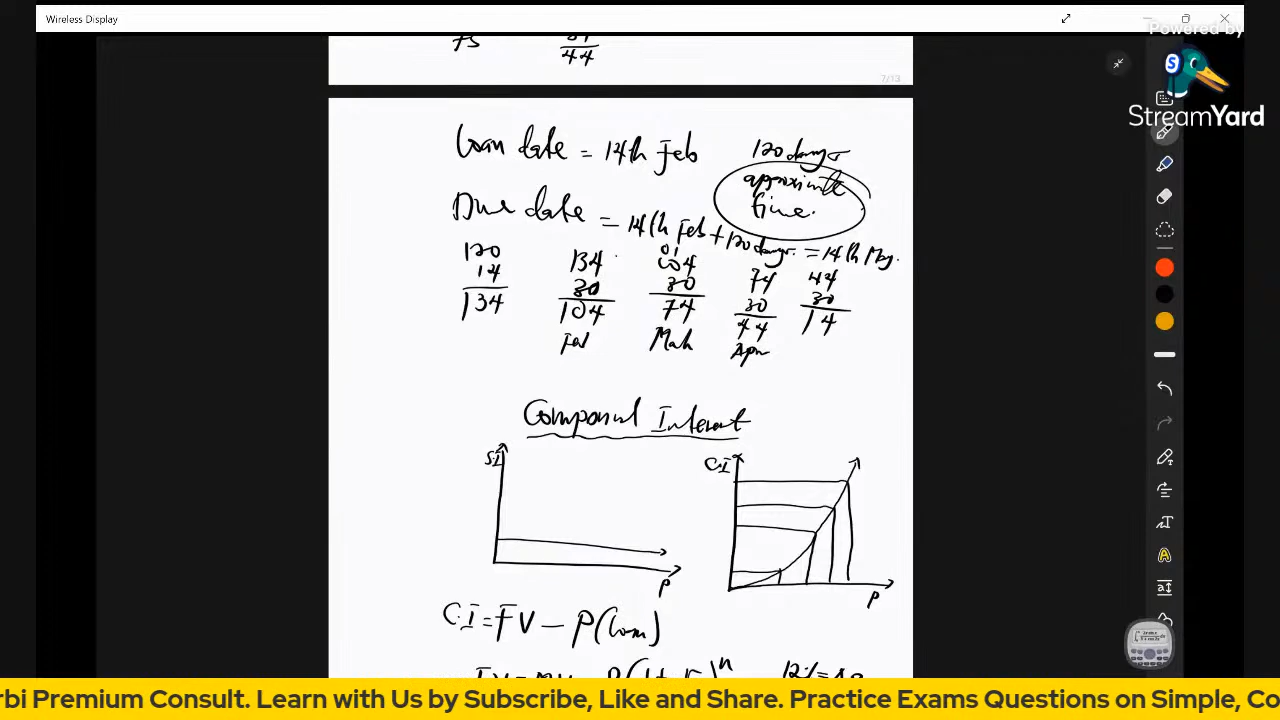 Wireless Display
Powered by
StreamYard
44
7/13
Loan date = 14th Feb
120 days
approximate
time.
Due date = 14th Feb + 120 days. = 14th May.
120 134 104 74 44
14 30 30 30 30
134 104 74 44 14
Feb Mah Apr
Compound Interest
S.I C.I
P P
C.I = FV - P(Loan)
rbi Premium Consult. Learn with Us by Subscribe, Like and Share. Practice Exams Questions on Simple, Co